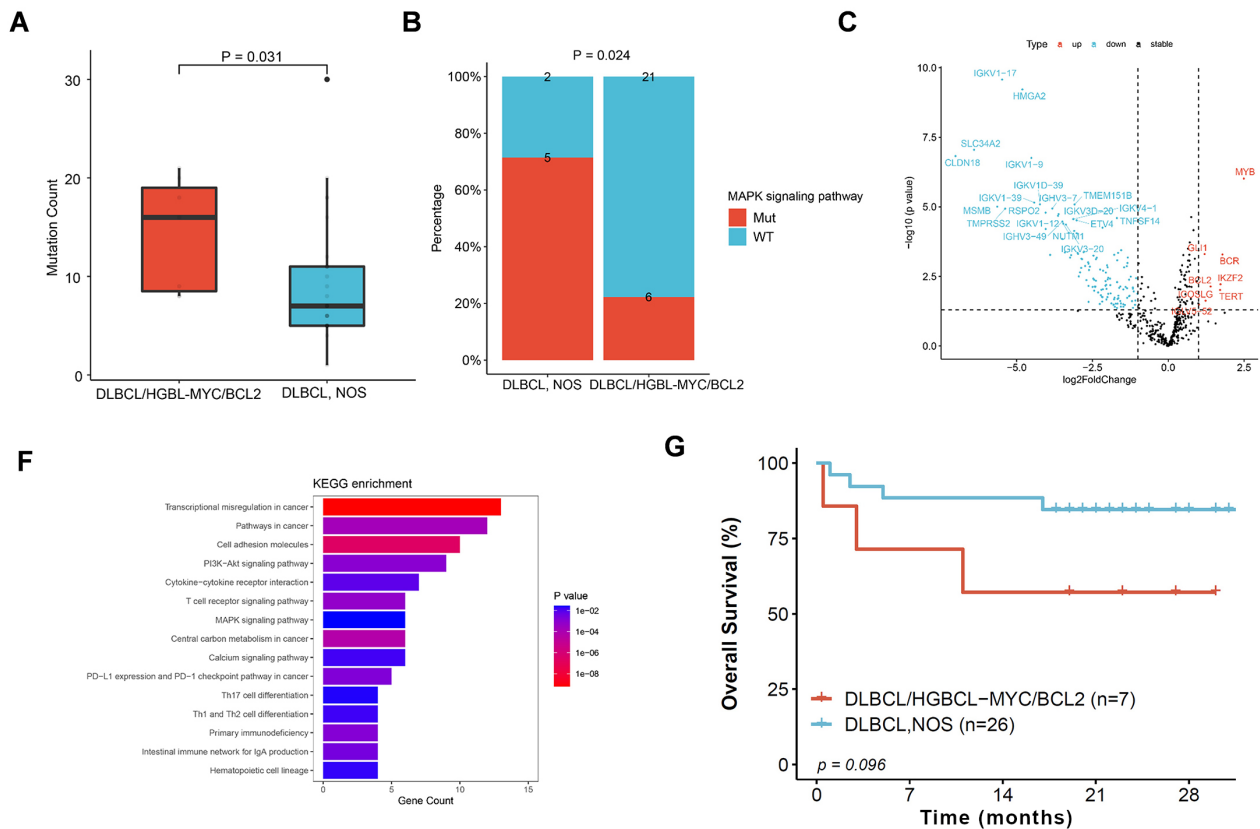 A
P = 0.031
30
20
10
0
Mutation Count
DLBCL/HGBL-MYC/BCL2
DLBCL, NOS
B
P = 0.024
100%
80%
60%
40%
20%
0%
Percentage
2
5
21
6
DLBCL, NOS
DLBCL/HGBL-MYC/BCL2
MAPK signaling pathway
Mut
WT
C
Type up down stable
10.0
7.5
5.0
2.5
0.0
−log10 (p value)
IGKV1−17
HMGA2
SLC34A2
CLDN18
IGKV1−9
MYB
IGKV1D−39
IGKV1−39
IGHV3−7
TMEM151B
MSMB
RSPO2
IGKV3D−20
IGKV4−1
TMPRSS2
IGKV1−12
ETV4
TNFSF14
IGHV3−49
NUTM1
IGKV3−20
GLI1
BCR
BCL2
IKZF2
ICOSLG
TERT
−5.0
−2.5
0.0
2.5
log2FoldChange
F
KEGG enrichment
Transcriptional misregulation in cancer
Pathways in cancer
Cell adhesion molecules
PI3K−Akt signaling pathway
Cytokine−cytokine receptor interaction
T cell receptor signaling pathway
MAPK signaling pathway
Central carbon metabolism in cancer
Calcium signaling pathway
PD−L1 expression and PD−1 checkpoint pathway in cancer
Th17 cell differentiation
Th1 and Th2 cell differentiation
Primary immunodeficiency
Intestinal immune network for IgA production
Hematopoietic cell lineage
0
5
10
15
Gene Count
P value
1e−02
1e−04
1e−06
1e−08
G
100
75
50
25
0
Overall Survival (%)
DLBCL/HGBCL−MYC/BCL2 (n=7)
DLBCL,NOS (n=26)
p = 0.096
0
7
14
21
28
Time (months)